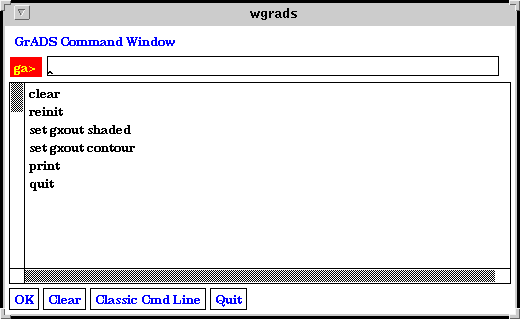 wgrads
GrADS Command Window
ga>
clear
reinit
set gxout shaded
set gxout contour
print
quit
OK Clear Classic Cmd Line Quit